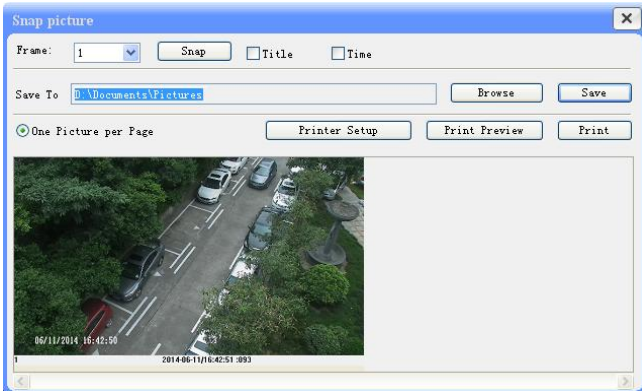 Snap picture
Frame: 1 Snap Title Time
Save To D:\Documents\Pictures Browse Save
One Picture per Page Printer Setup Print Preview Print
06/11/2014 16:42:50
1 2014-06-11/16:42:51 :093